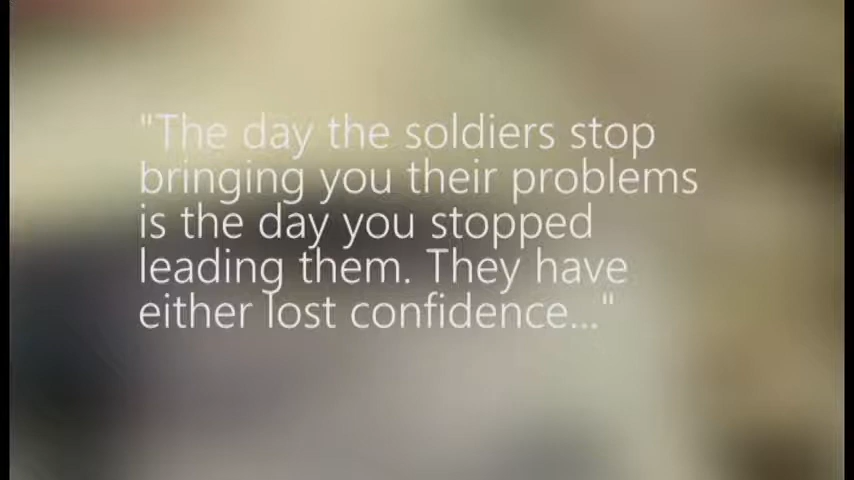 "The day the soldiers stop
bringing you their problems
is the day you stopped
leading them. They have
either lost confidence..."